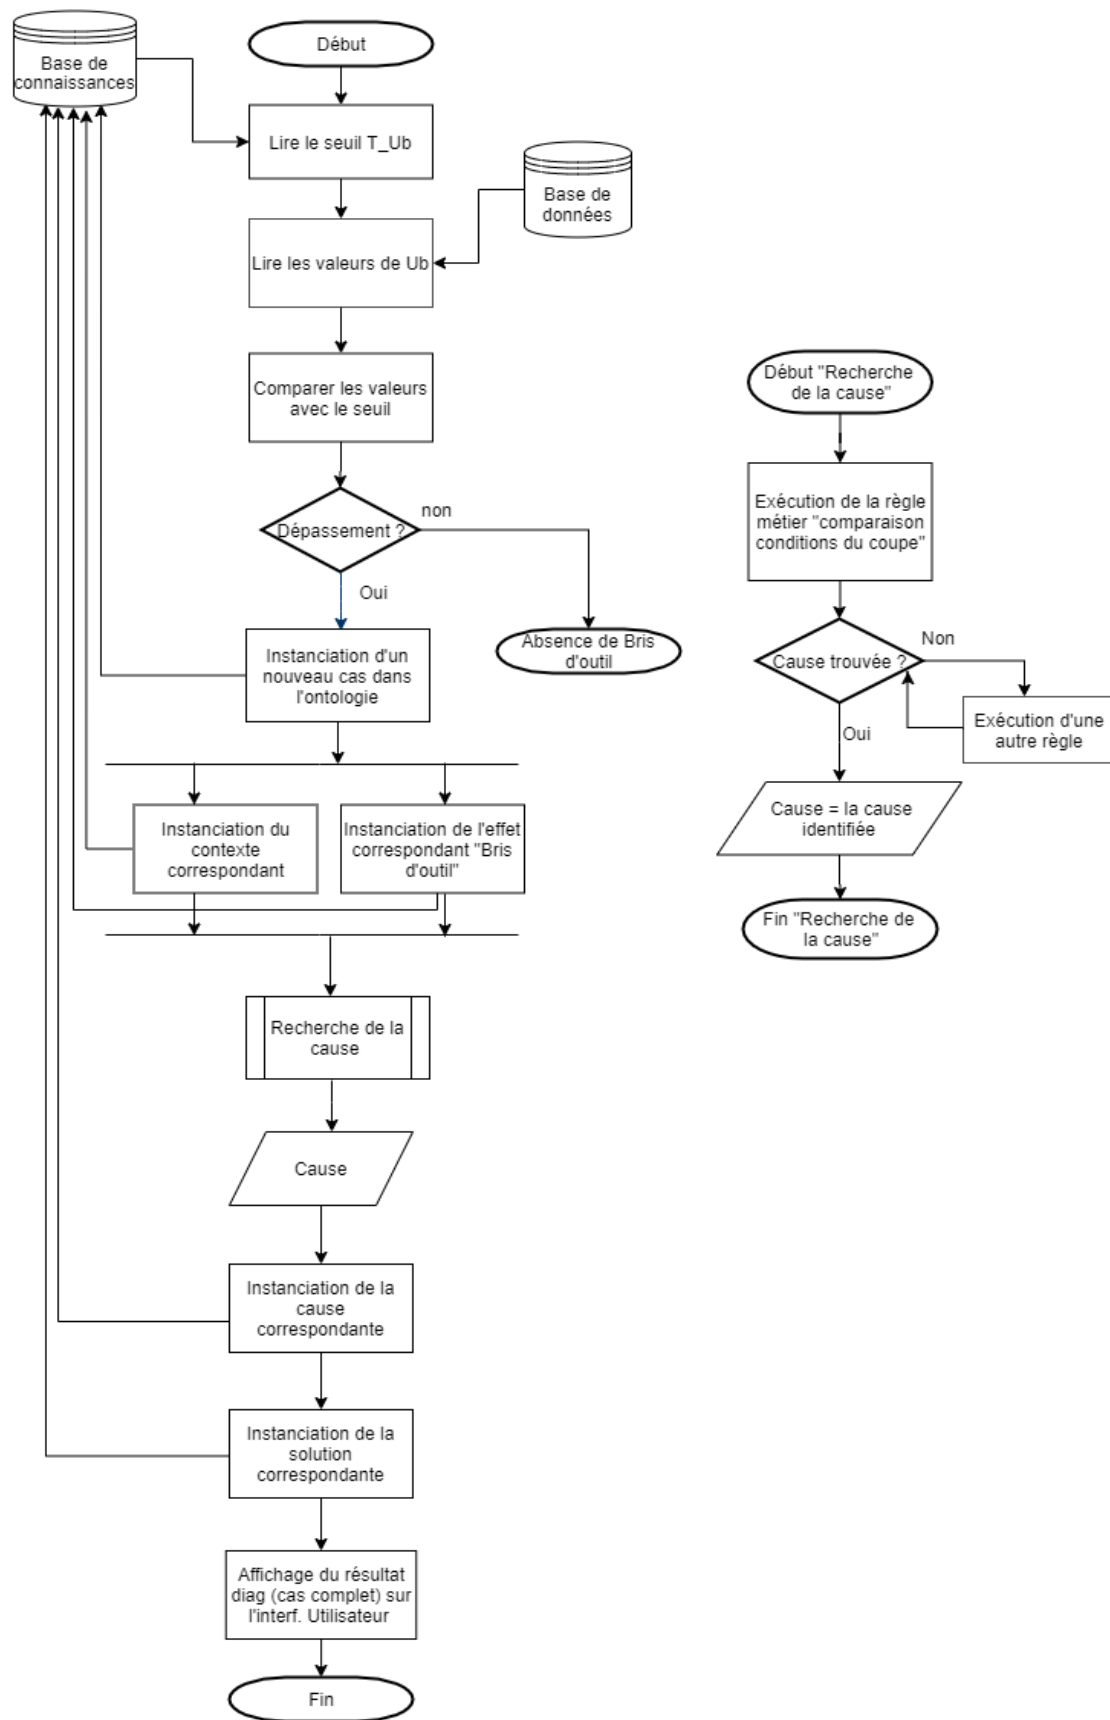 Base de
connaissances
Début
Lire le seuil T_Ub
Base de
données
Lire les valeurs de Ub
Comparer les valeurs
avec le seuil
Dépassement ?
non
Oui
Absence de Bris
d'outil
Instanciation d'un
nouveau cas dans
l'ontologie
Instanciation du
contexte
correspondant
Instanciation de l'effet
correspondant "Bris
d'outil"
Recherche de la
cause
Cause
Instanciation de la
cause
correspondante
Instanciation de la
solution
correspondante
Affichage du résultat
diag (cas complet) sur
l'interf. Utilisateur
Fin
Début "Recherche
de la cause"
Exécution de la règle
métier "comparaison
conditions du coupe"
Cause trouvée ?
Non
Exécution d'une
autre règle
Oui
Cause = la cause
identifiée
Fin "Recherche de
la cause"